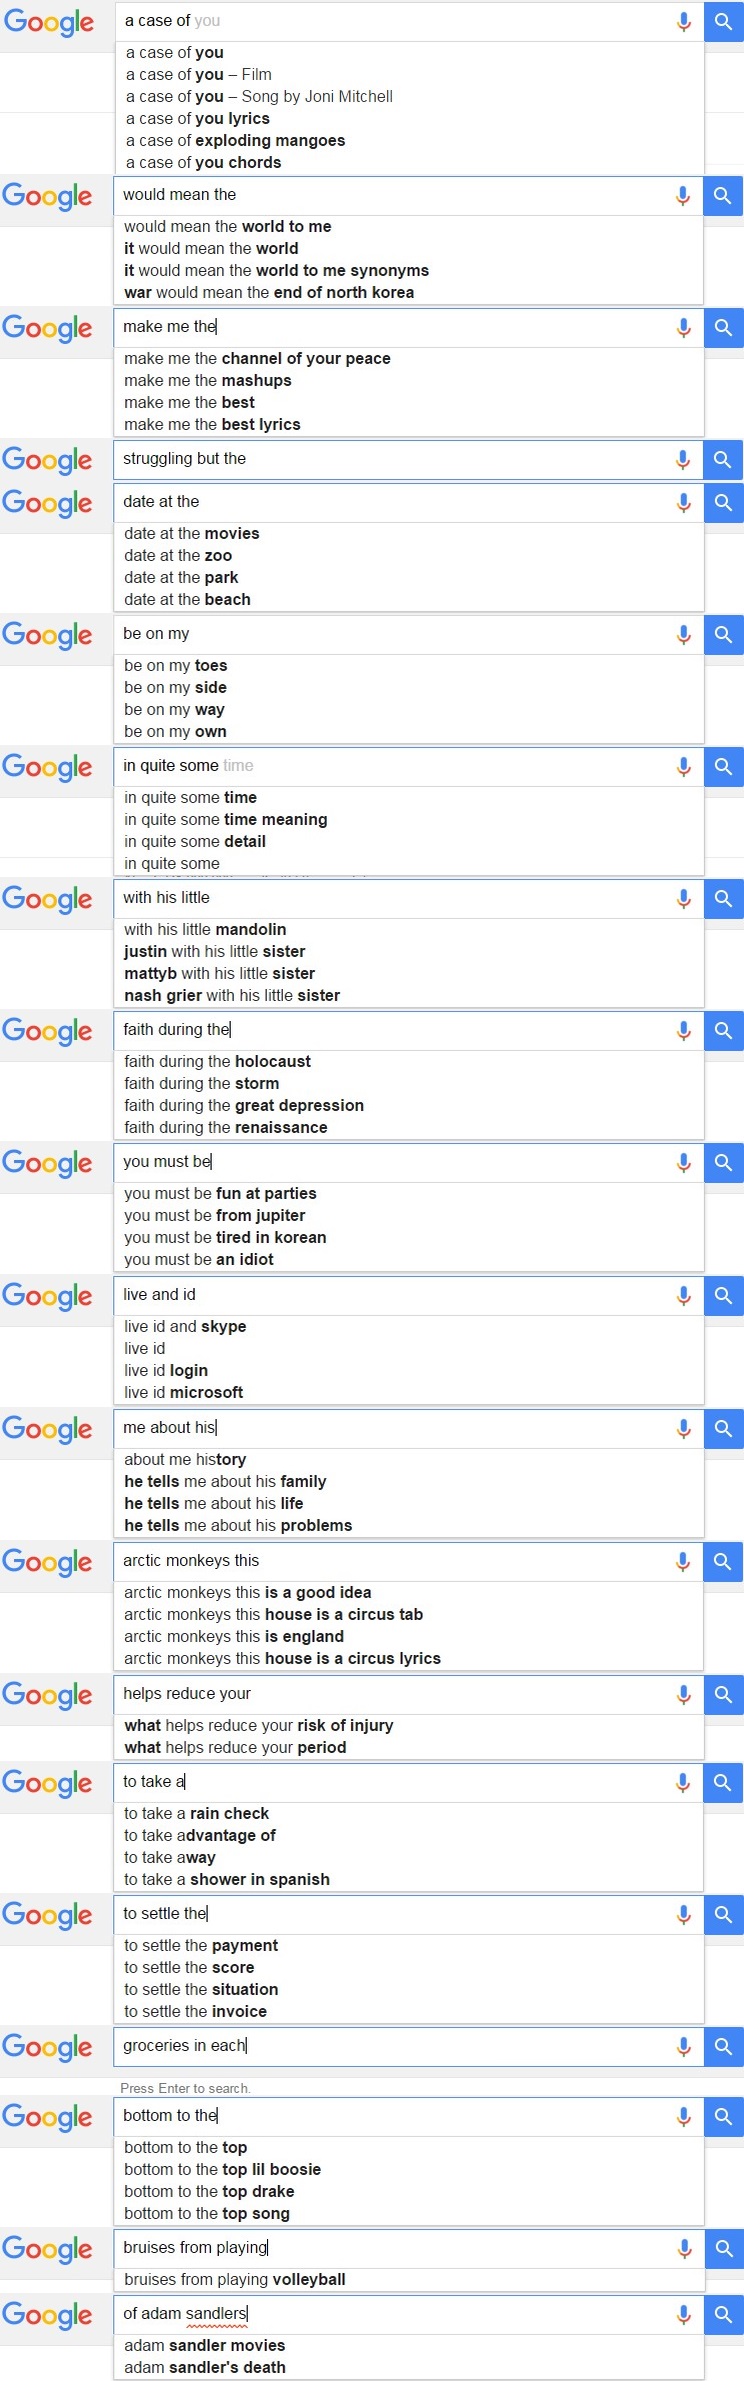 Google
a case of you
a case of you
a case of you – Film
a case of you – Song by Joni Mitchell
a case of you lyrics
a case of exploding mangoes
a case of you chords
Google
would mean the
would mean the world to me
it would mean the world
it would mean the world to me synonyms
war would mean the end of north korea
Google
make me the
make me the channel of your peace
make me the mashups
make me the best
make me the best lyrics
Google
struggling but the
Google
date at the
date at the movies
date at the zoo
date at the park
date at the beach
Google
be on my
be on my toes
be on my side
be on my way
be on my own
Google
in quite some time
in quite some time
in quite some time meaning
in quite some detail
in quite some
Google
with his little
with his little mandolin
justin with his little sister
mattyb with his little sister
nash grier with his little sister
Google
faith during the
faith during the holocaust
faith during the storm
faith during the great depression
faith during the renaissance
Google
you must be
you must be fun at parties
you must be from jupiter
you must be tired in korean
you must be an idiot
Google
live and id
live id and skype
live id
live id login
live id microsoft
Google
me about his
about me history
he tells me about his family
he tells me about his life
he tells me about his problems
Google
arctic monkeys this
arctic monkeys this is a good idea
arctic monkeys this house is a circus tab
arctic monkeys this is england
arctic monkeys this house is a circus lyrics
Google
helps reduce your
what helps reduce your risk of injury
what helps reduce your period
Google
to take a
to take a rain check
to take advantage of
to take away
to take a shower in spanish
Google
to settle the
to settle the payment
to settle the score
to settle the situation
to settle the invoice
Google
groceries in each
Press Enter to search.
Google
bottom to the
bottom to the top
bottom to the top lil boosie
bottom to the top drake
bottom to the top song
Google
bruises from playing
bruises from playing volleyball
Google
of adam sandlers
adam sandler movies
adam sandler's death